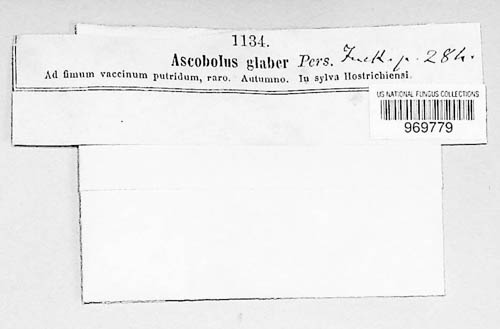 1134.
Ascobolus glaber Pers. Fuck. p. 286.
Ad fimum vaccinum putridum, raro. Autumno. In sylva Hostrichiensi.
US NATIONAL FUNGUS COLLECTIONS
969779